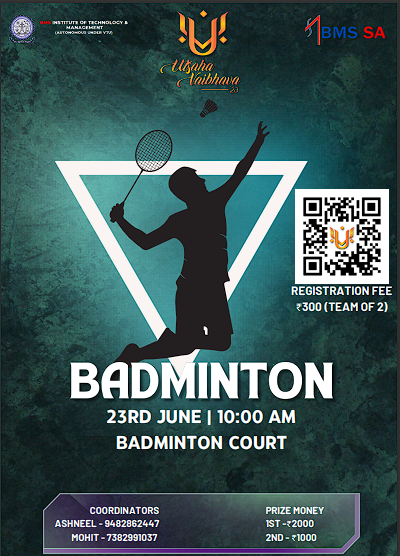 BMS INSTITUTE OF TECHNOLOGY &
MANAGEMENT
(AUTONOMOUS UNDER VTU)
Utsaha
Vaibhava
23
BMS SA
REGISTRATION FEE
₹300 (TEAM OF 2)
BADMINTON
23RD JUNE | 10:00 AM
BADMINTON COURT
COORDINATORS
ASHNEEL - 9482862447
MOHIT - 7382991037
PRIZE MONEY
1ST -₹2000
2ND - ₹1000